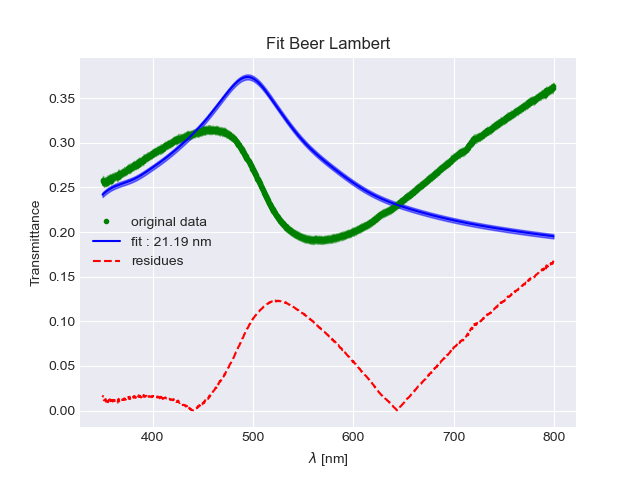 Fit Beer Lambert
Transmittance
0.35
0.30
0.25
0.20
0.15
0.10
0.05
0.00
original data
fit : 21.19 nm
residues
400 500 600 700 800
λ [nm]